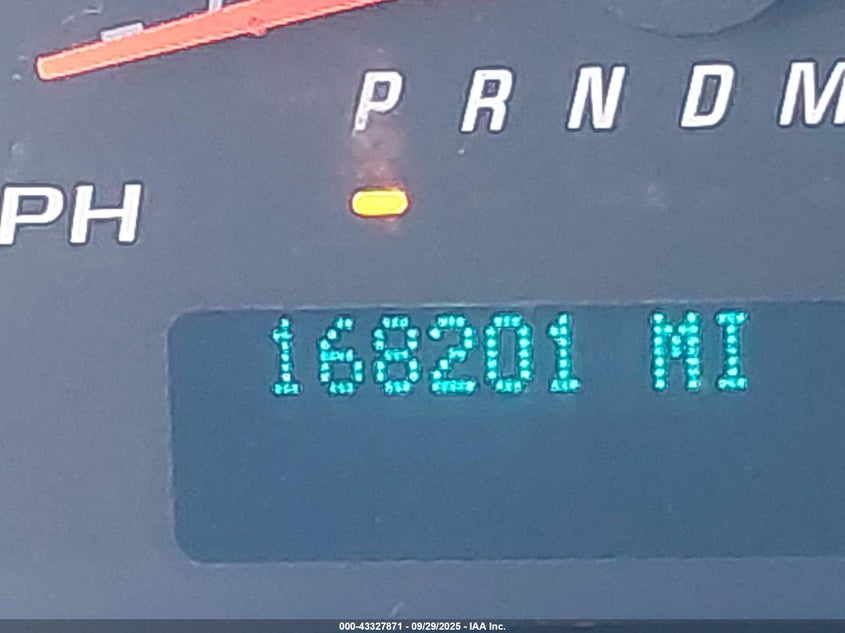 P R N D M
PH
168201 MI
000-43327871 - 09/29/2025 - IAA Inc.